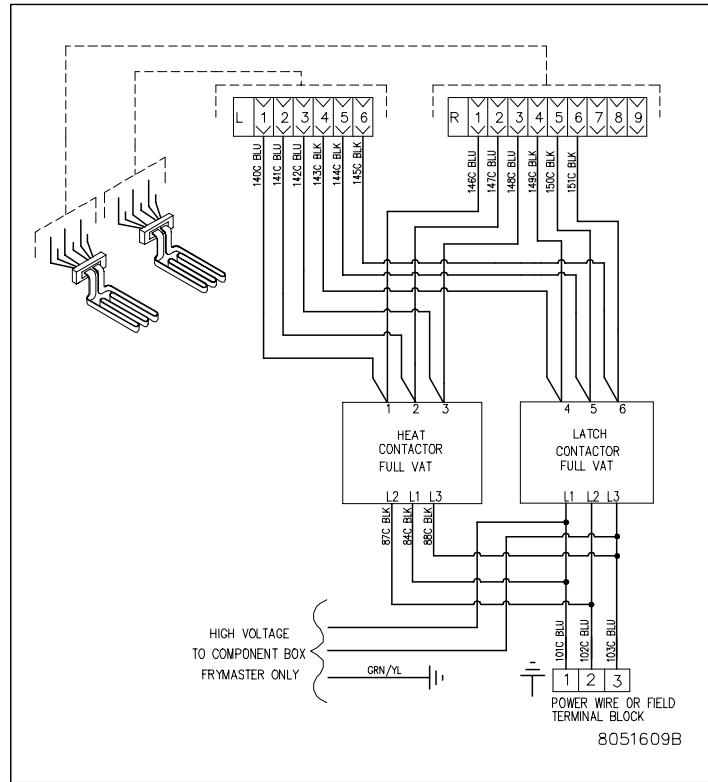 L 1 2 3 4 5 6
R 1 2 3 4 5 6 7 8 9
140C BLU
141C BLU
142C BLU
143C BLK
144C BLK
145C BLK
146C BLU
147C BLU
148C BLU
149C BLK
150C BLK
151C BLK
1 2 3
HEAT
CONTACTOR
FULL VAT
L2 L1 L3
4 5 6
LATCH
CONTACTOR
FULL VAT
L1 L2 L3
87C BLK
84C BLK
88C BLK
HIGH VOLTAGE
TO COMPONENT BOX
FRYMASTER ONLY
GRN/YL
101C BLU
102C BLU
103C BLU
1 2 3
POWER WIRE OR FIELD
TERMINAL BLOCK
8051609B